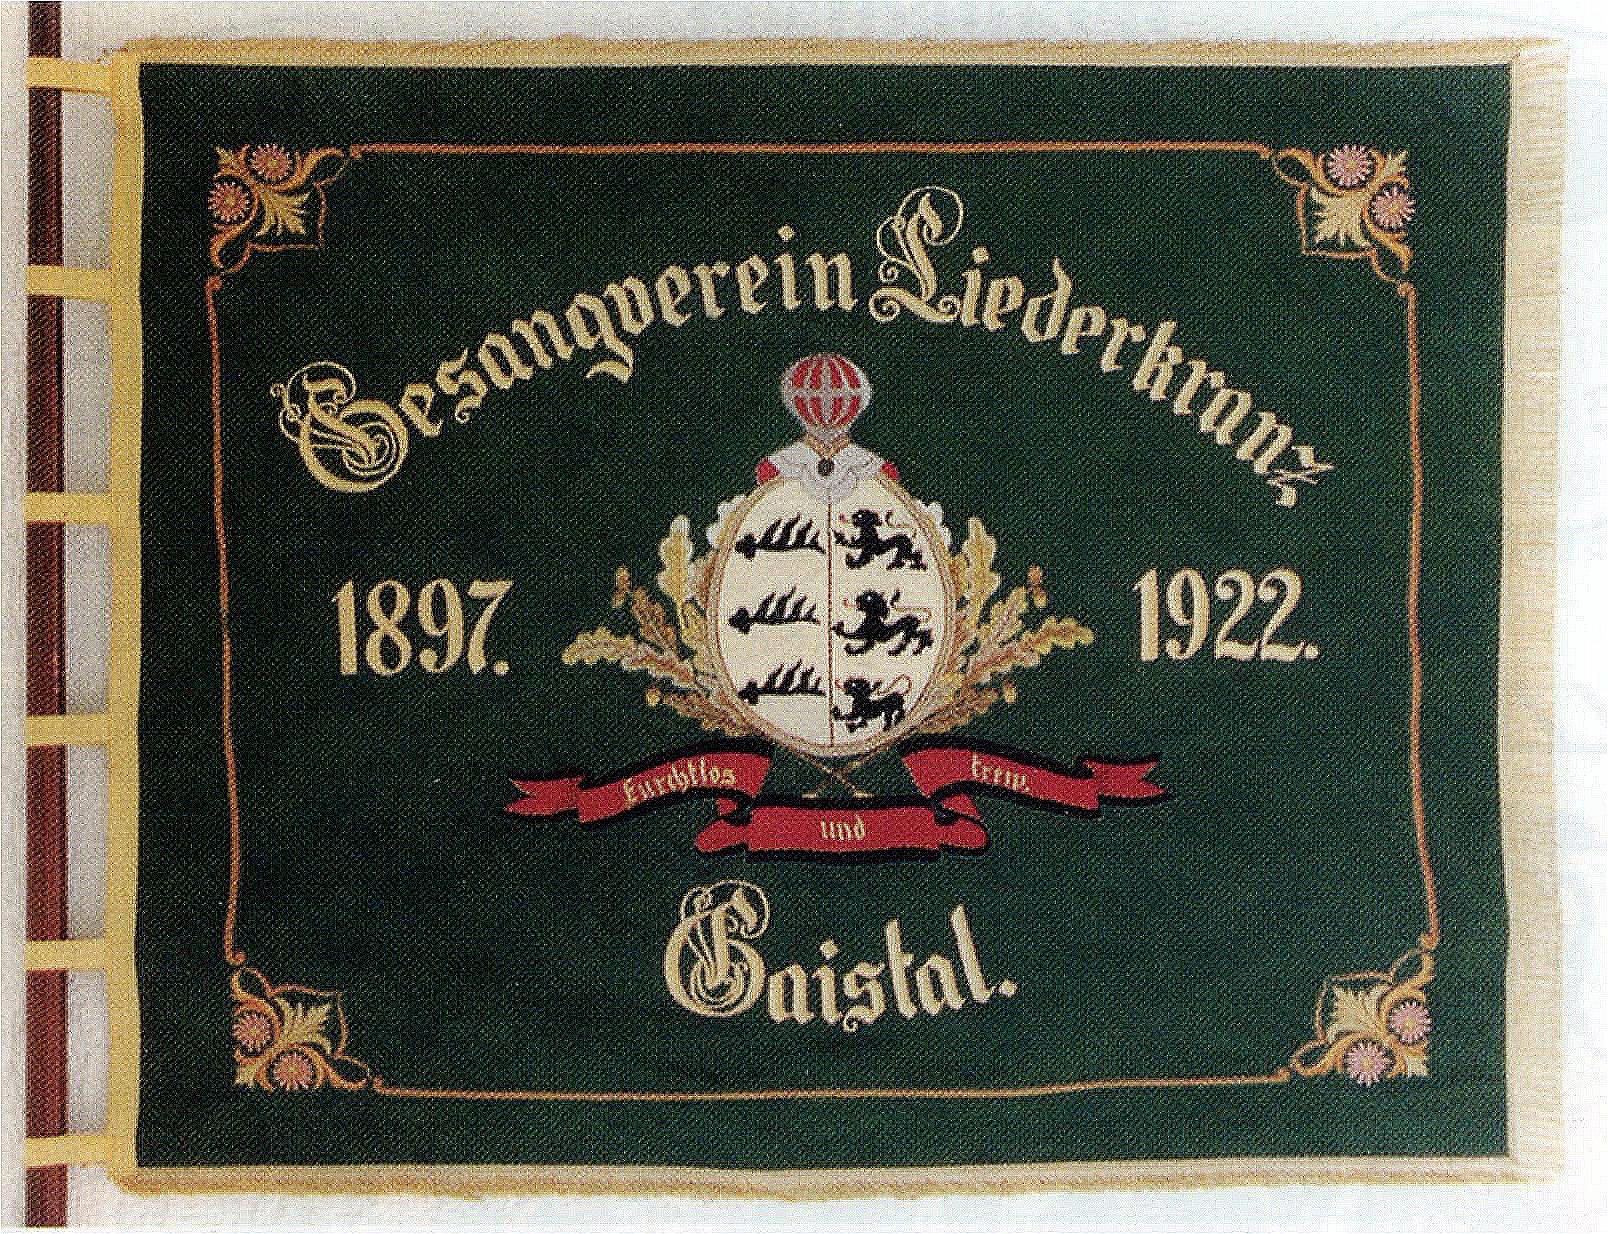 Gesangverein Liederkranz
1897. 1922.
Furchtlos und treu.
Gaistal.